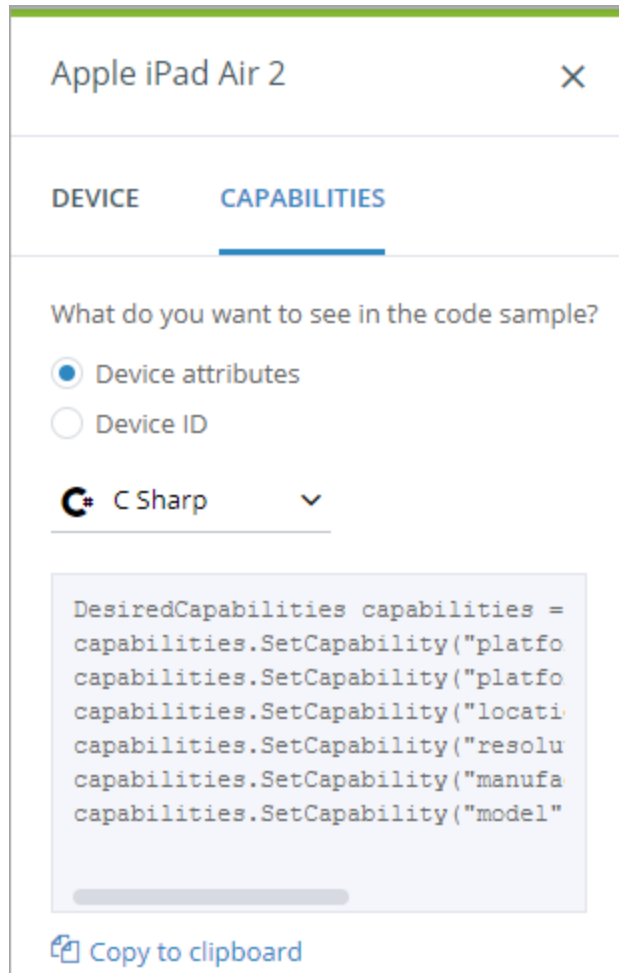 Apple iPad Air 2
DEVICE CAPABILITIES
What do you want to see in the code sample?
Device attributes
Device ID
C# C Sharp
DesiredCapabilities capabilities =
capabilities.SetCapability("platfo
capabilities.SetCapability("platfo
capabilities.SetCapability("locati
capabilities.SetCapability("resolu
capabilities.SetCapability("manufa
capabilities.SetCapability("model"
Copy to clipboard